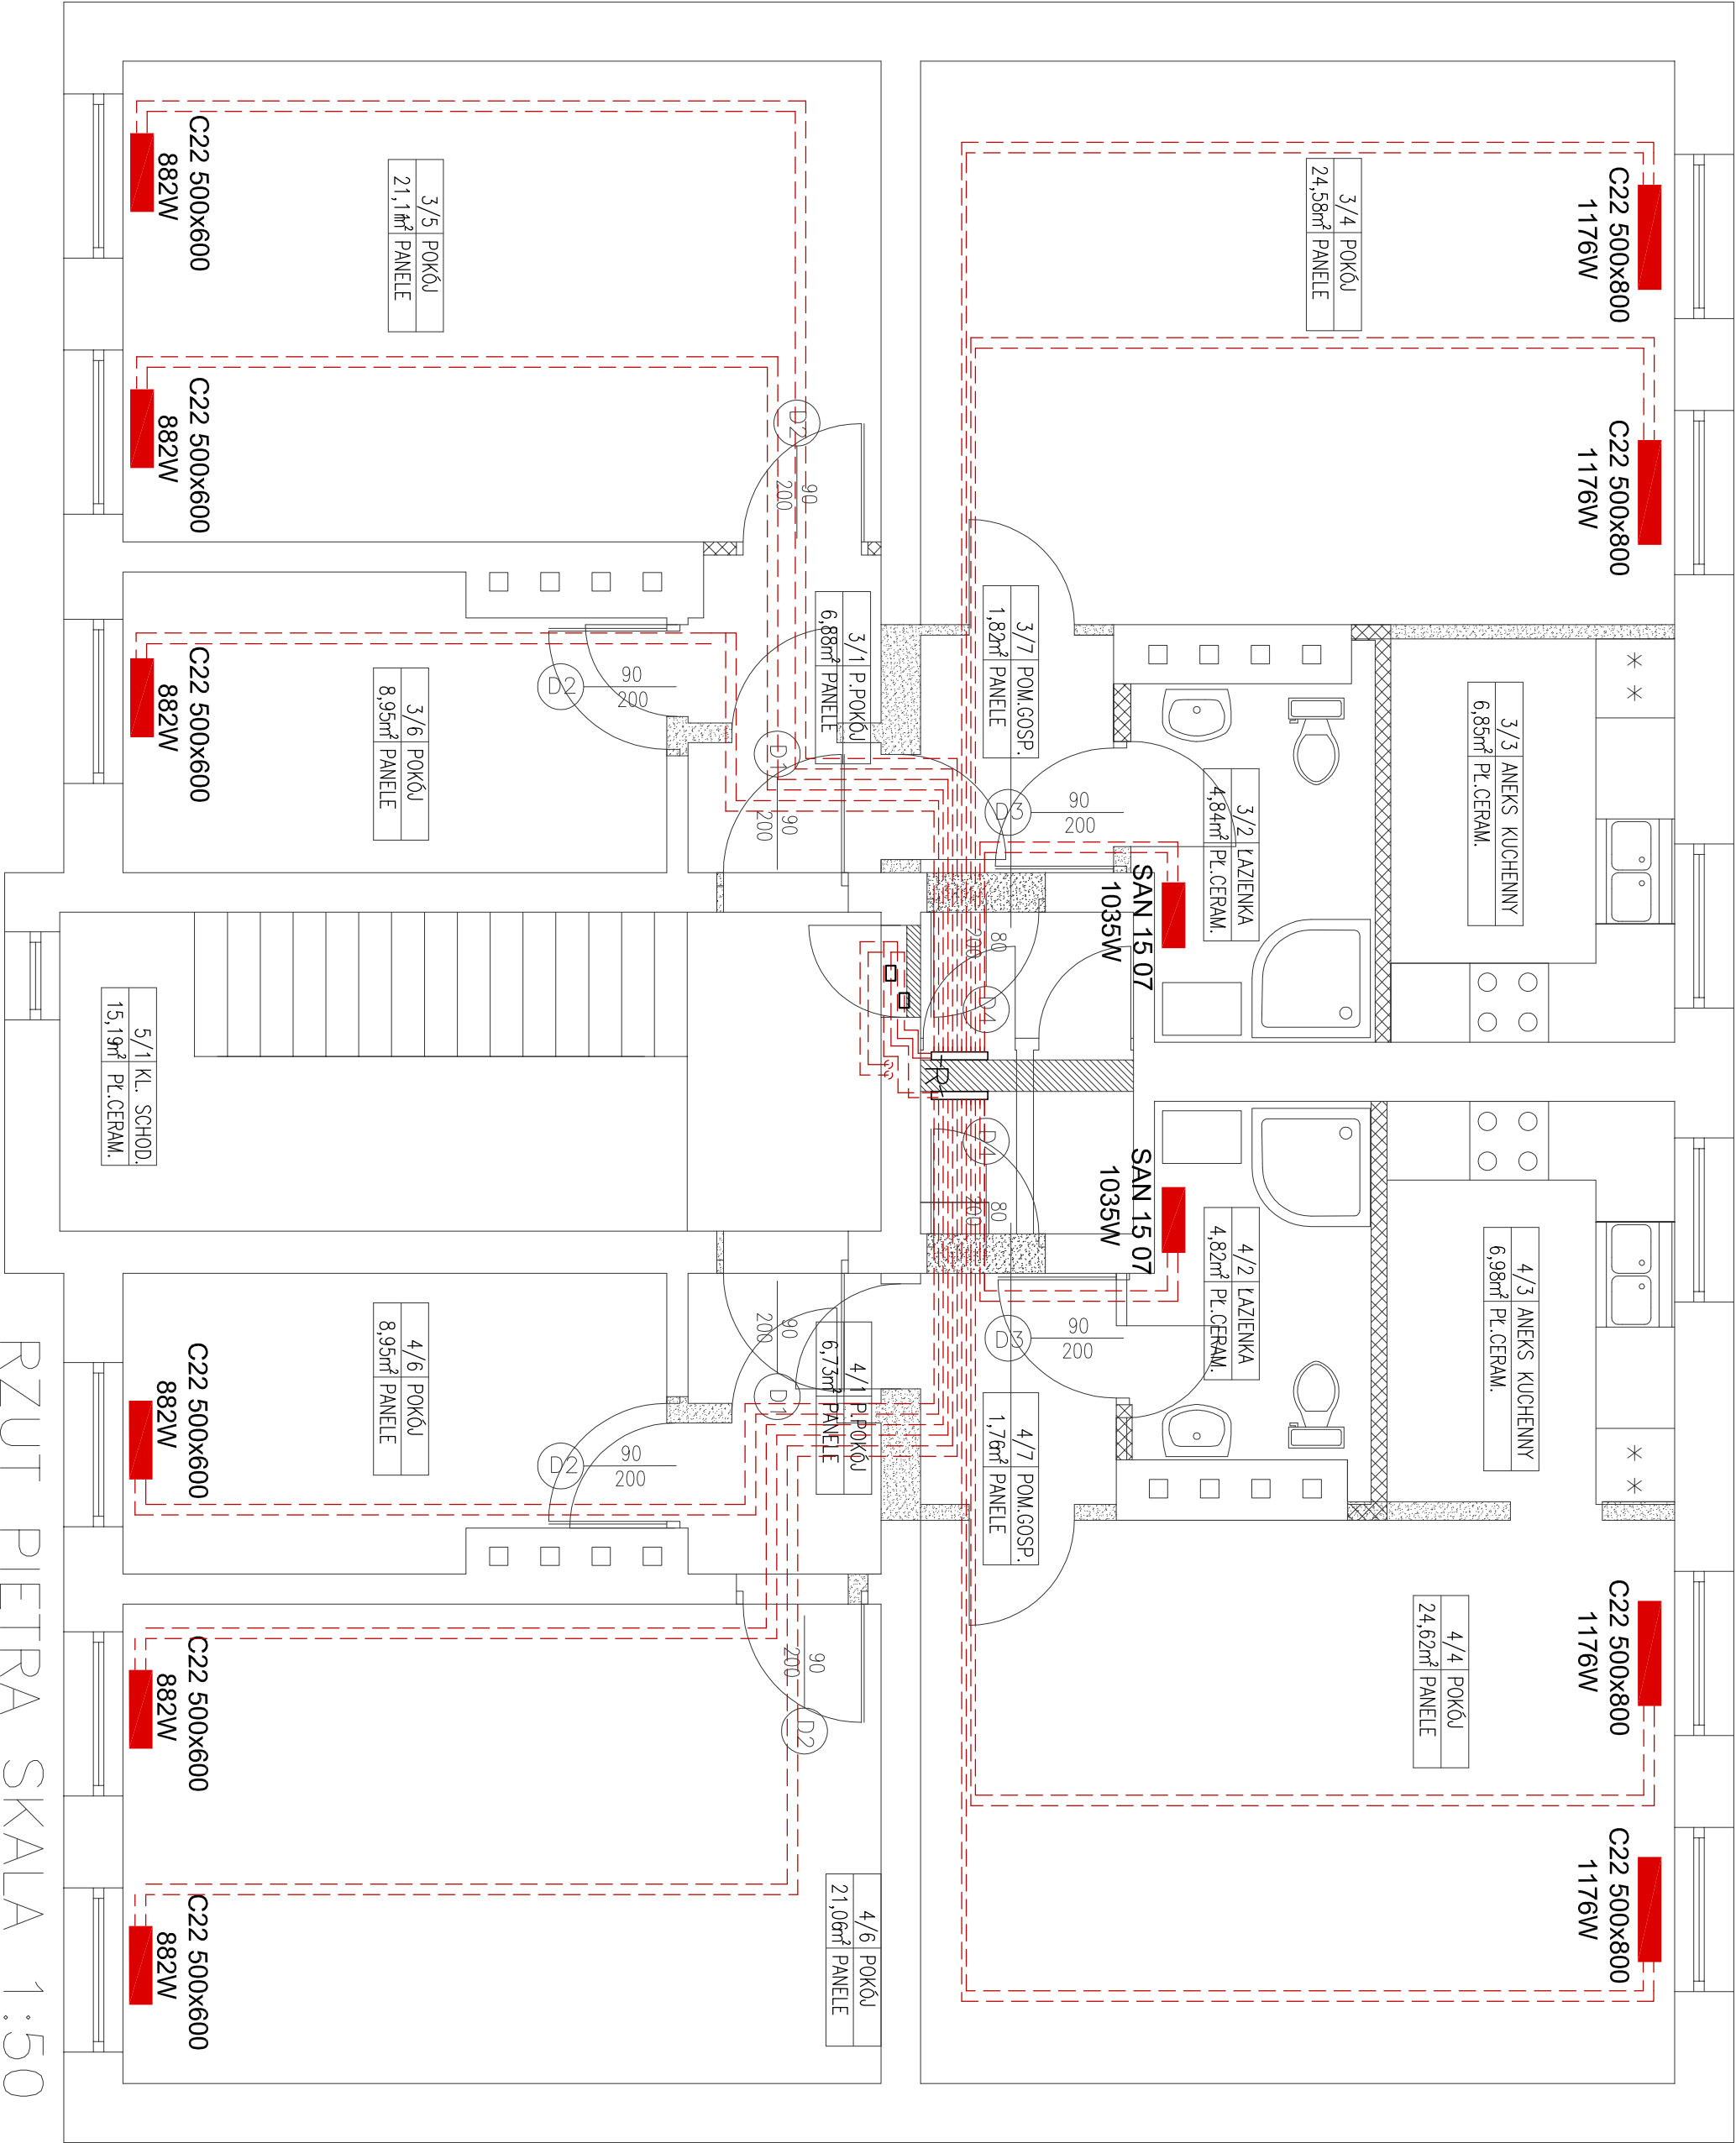 C22 500x600
882W
C22 500x600
882W
C22 500x600
882W
C22 500x600
882W
C22 500x600
882W
C22 500x600
882W
C22 500x800
1176W
C22 500x800
1176W
C22 500x800
1176W
C22 500x800
1176W
SAN 15 07
1035W
SAN 15 07
1035W
3/5 POKÓJ
21,11m² PANELE
3/4 POKÓJ
24,58m² PANELE
3/6 POKÓJ
8,95m² PANELE
3/1 P.POKÓJ
6,88m² PANELE
3/7 POM.GOSP.
1,82m² PANELE
3/2 ŁAZIENKA
4,84m² PŁ.CERAM.
3/3 ANEKS KUCHENNY
6,85m² PŁ.CERAM.
5/1 KL. SCHOD.
15,19m² PŁ.CERAM.
4/6 POKÓJ
8,95m² PANELE
4/1 P.POKÓJ
6,73m² PANELE
4/7 POM.GOSP.
1,76m² PANELE
4/2 ŁAZIENKA
4,82m² PŁ.CERAM.
4/3 ANEKS KUCHENNY
6,98m² PŁ.CERAM.
4/4 POKÓJ
24,62m² PANELE
4/6 POKÓJ
21,06m² PANELE
D2
90
200
D2
90
200
D1
90
200
D3
90
200
D4
80
200
R
D4
80
200
D3
90
200
D1
90
200
D2
90
200
D2
90
200
RZUT PIETRA SKALA 1:50